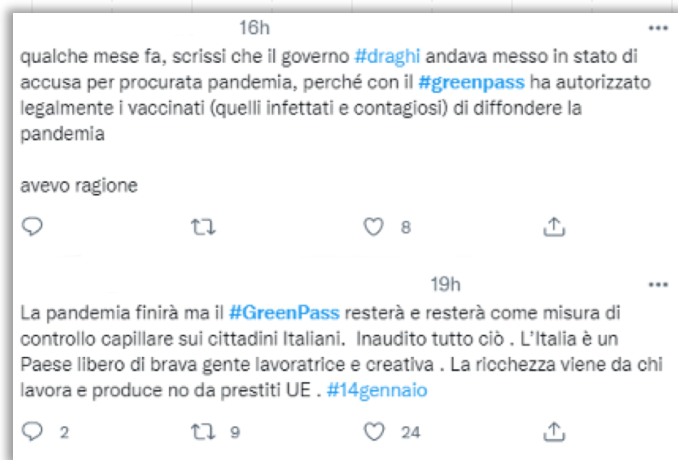 16h
qualche mese fa, scrissi che il governo #draghi andava messo in stato di
accusa per procurata pandemia, perché con il #greenpass ha autorizzato
legalmente i vaccinati (quelli infettati e contagiosi) di diffondere la
pandemia
avevo ragione
8
19h
La pandemia finirà ma il #GreenPass resterà e resterà come misura di
controllo capillare sui cittadini Italiani. Inaudito tutto ciò . L'Italia è un
Paese libero di brava gente lavoratrice e creativa . La ricchezza viene da chi
lavora e produce no da prestiti UE . #14gennaio
2 9 24